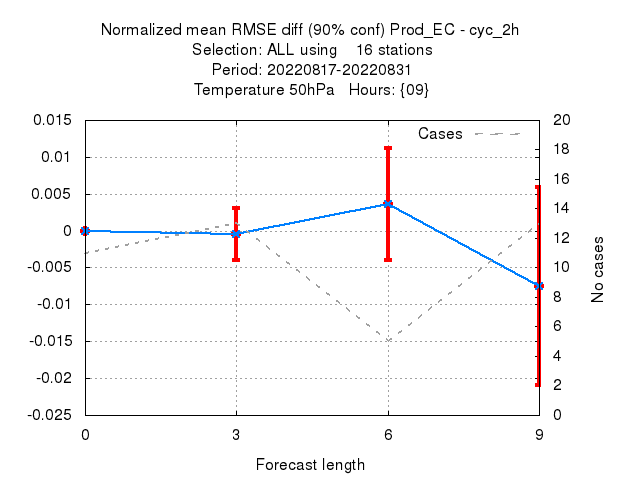 Normalized mean RMSE diff (90% conf) Prod_EC - cyc_2h
Selection: ALL using    16 stations
Period: 20220817-20220831
Temperature 50hPa   Hours: {09}
Cases
0.015
0.01
0.005
0
-0.005
-0.01
-0.015
-0.02
-0.025
20
18
16
14
12
10
8
6
4
2
0
No cases
0 3 6 9
Forecast length